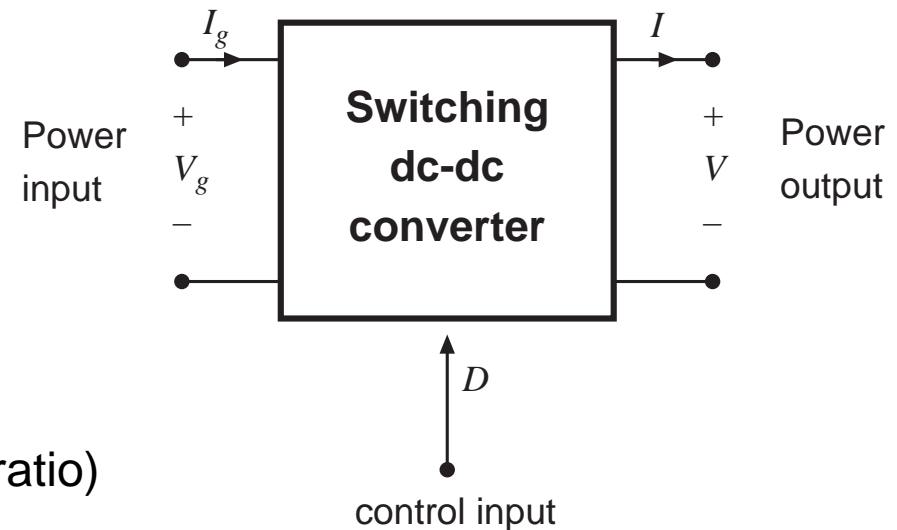 I_g
I
Power
input
+
V_g
–
Switching
dc-dc
converter
+
V
–
Power
output
D
ratio)
control input